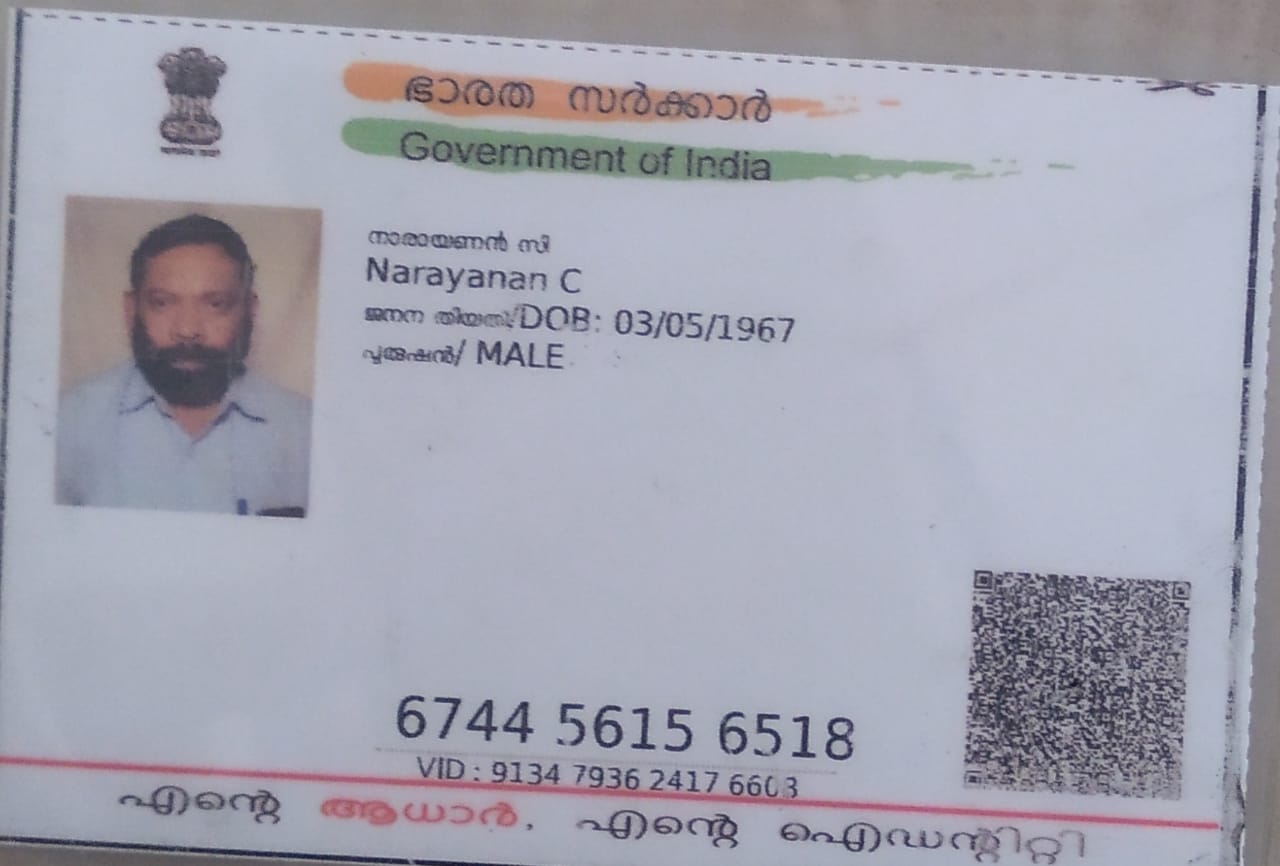 ഭാരത സർക്കാർ
Government of India
നാരായണൻ സി
Narayanan C
ജനന തിയതി/DOB: 03/05/1967
പുരുഷൻ/ MALE
6744 5615 6518
VID : 9134 7936 2417 6603
എന്റെ ആധാർ, എന്റെ ഐഡന്റിറ്റി